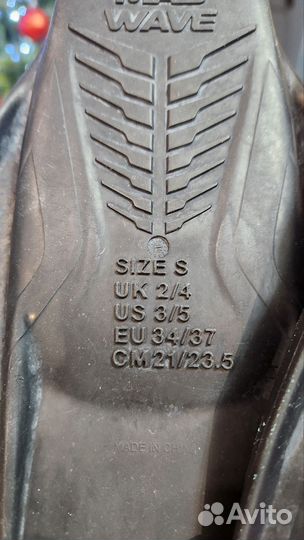 MAD
WAVE
SIZE S
UK 2/4
US 3/5
EU 34/37
CM 21/23.5
MADE IN CHINA
Avito